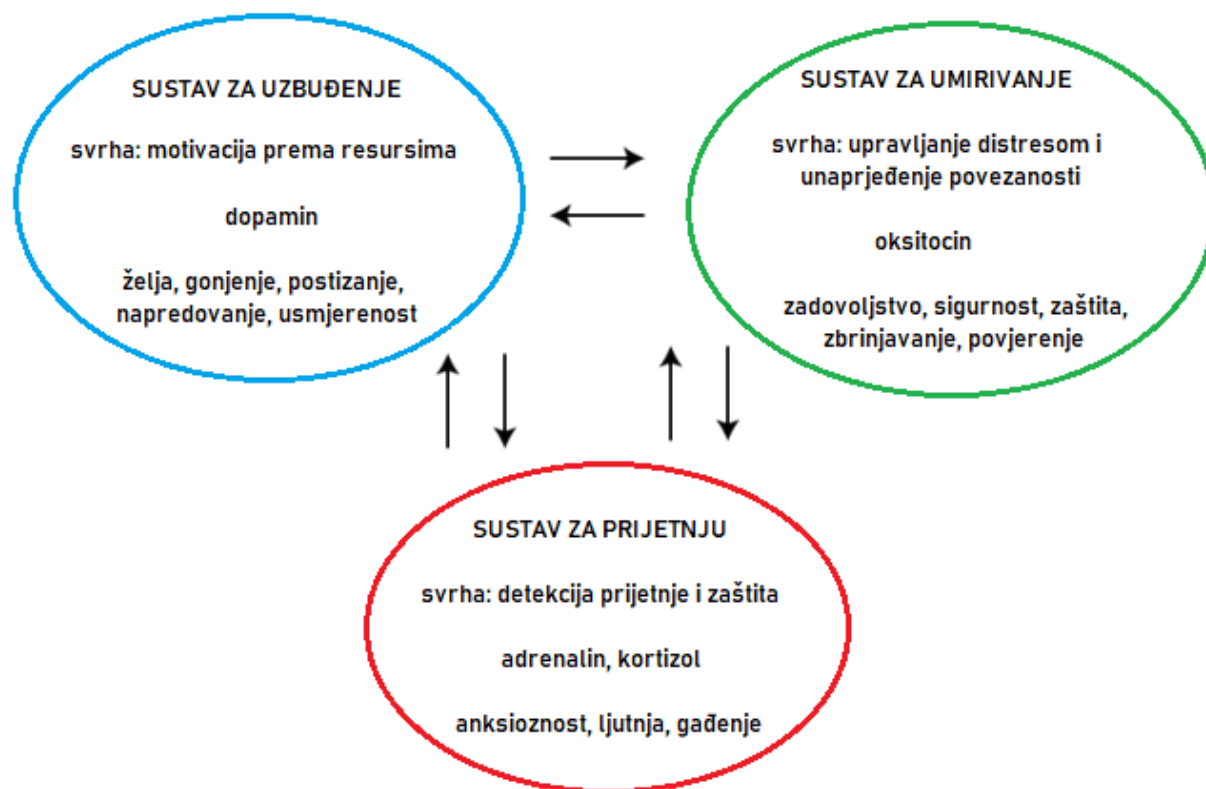 SUSTAV ZA UZBUĐENJE
svrha: motivacija prema resursima
dopamin
želja, gonjenje, postizanje,
napredovanje, usmjerenost
SUSTAV ZA UMIRIVANJE
svrha: upravljanje distresom i
unaprjeđenje povezanosti
oksitocin
zadovoljstvo, sigurnost, zaštita,
zbrinjavanje, povjerenje
SUSTAV ZA PRIJETNJU
svrha: detekcija prijetnje i zaštita
adrenalin, kortizol
anksioznost, ljutnja, gađenje